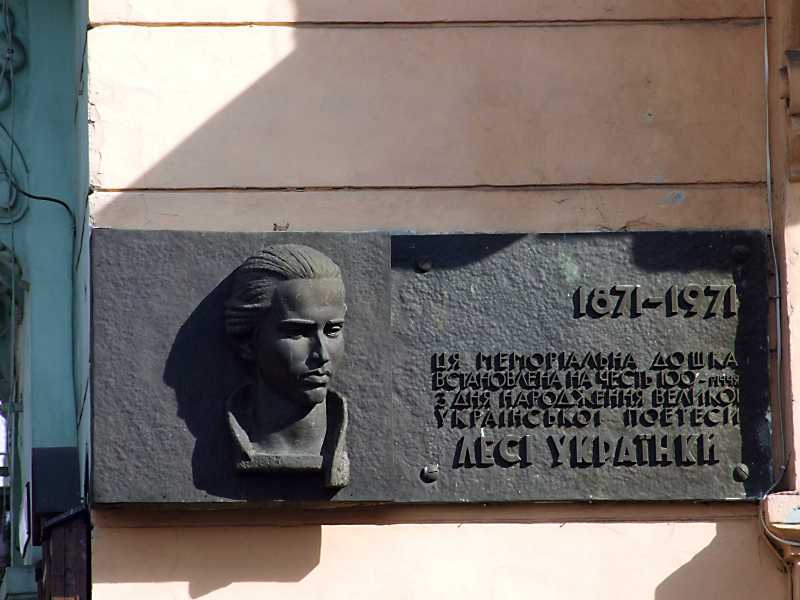 1871–1971
ЦЯ МЕМОРІАЛЬНА ДОШКА
ВСТАНОВЛЕНА НА ЧЕСТЬ 100-РІЧЧЯ
З ДНЯ НАРОДЖЕННЯ ВЕЛИКОЇ
УКРАЇНСЬКОЇ ПОЕТЕСИ
ЛЕСІ УКРАЇНКИ